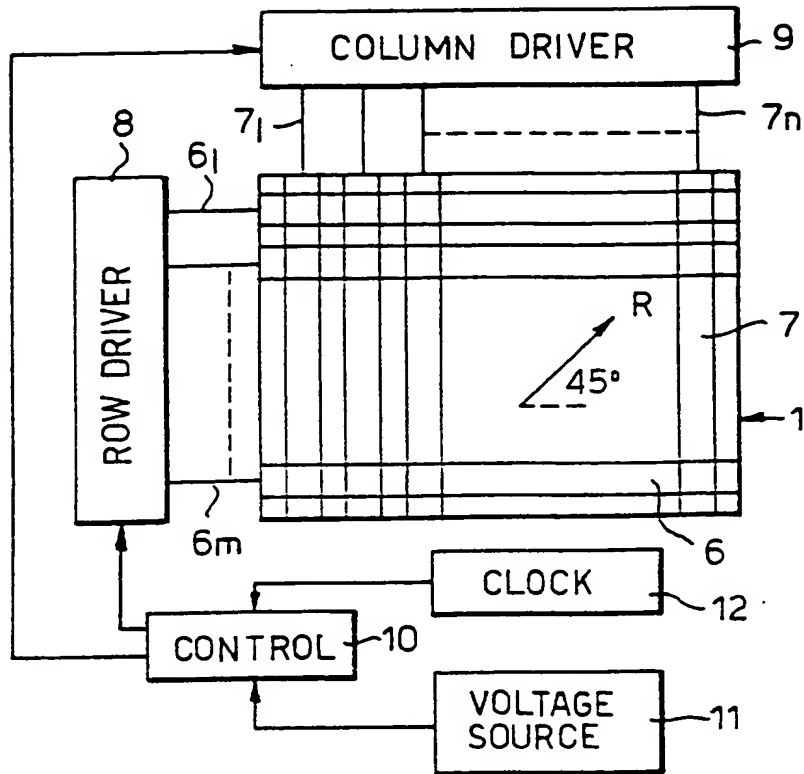 COLUMN DRIVER
9
71
7n
8
61
ROW DRIVER
R
7
45°
1
6m
6
CLOCK
12
CONTROL
10
VOLTAGE
SOURCE
11